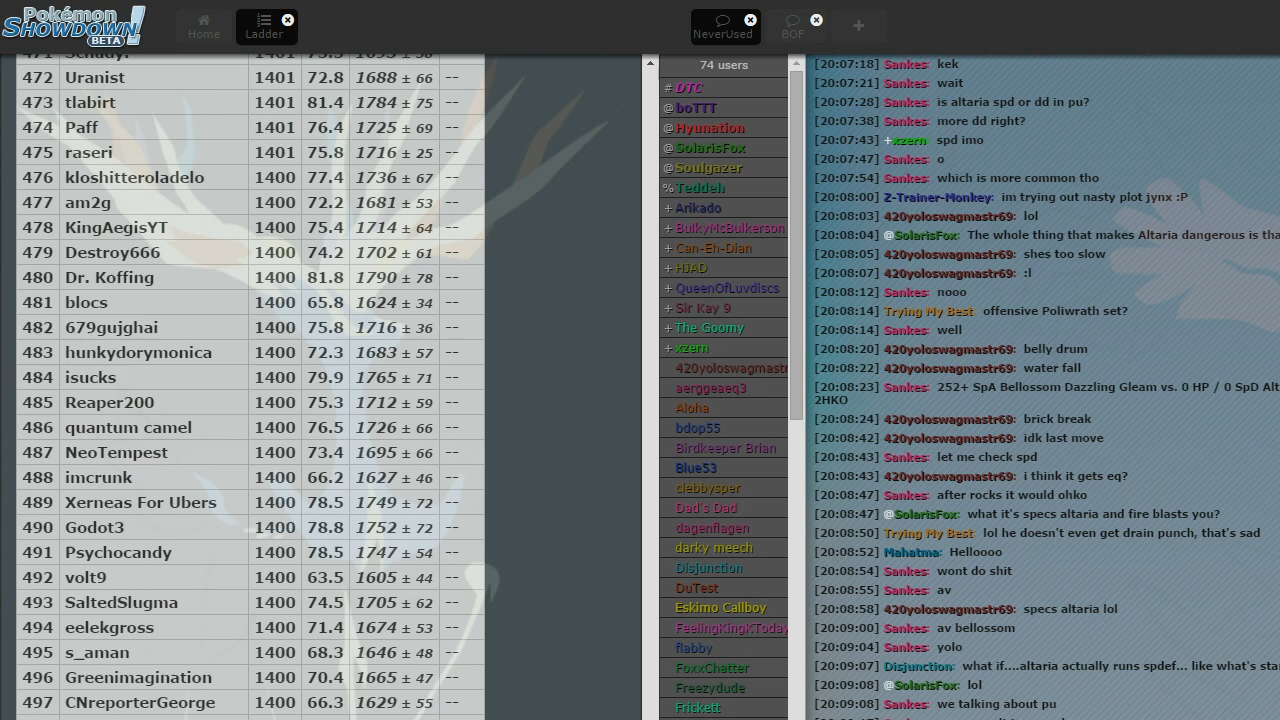 Pokémon
SHOWDOWN!
BETA
Home
Ladder
NeverUsed
BOF
472 Uranist 1401 72.8 1688 ± 66 --
473 tlabirt 1401 81.4 1784 ± 75 --
474 Paff 1401 76.4 1725 ± 69 --
475 raseri 1401 75.8 1716 ± 25 --
476 kloshitteroladelo 1400 77.4 1736 ± 67 --
477 am2g 1400 72.2 1681 ± 53 --
478 KingAegisYT 1400 75.4 1714 ± 64 --
479 Destroy666 1400 74.2 1702 ± 61 --
480 Dr. Koffing 1400 81.8 1790 ± 78 --
481 blocs 1400 65.8 1624 ± 34 --
482 679gujghai 1400 75.8 1716 ± 36 --
483 hunkydorymonica 1400 72.3 1683 ± 57 --
484 isucks 1400 79.9 1765 ± 71 --
485 Reaper200 1400 75.3 1712 ± 59 --
486 quantum camel 1400 76.5 1726 ± 66 --
487 NeoTempest 1400 73.4 1695 ± 66 --
488 imcrunk 1400 66.2 1627 ± 46 --
489 Xerneas For Ubers 1400 78.5 1749 ± 72 --
490 Godot3 1400 78.8 1752 ± 72 --
491 Psychocandy 1400 78.5 1747 ± 54 --
492 volt9 1400 63.5 1605 ± 44 --
493 SaltedSlugma 1400 74.5 1705 ± 62 --
494 eelekgross 1400 71.4 1674 ± 53 --
495 s_aman 1400 68.3 1646 ± 48 --
496 Greenimagination 1400 70.4 1665 ± 47 --
497 CNreporterGeorge 1400 66.3 1629 ± 55 --
74 users
# DTC
@boTTT
@Hyunation
@SolarisFox
@Soulgazer
%Teddeh
+Arikado
+BulkyMcBulkerson
+Can-Eh-Dian
+HJAD
+QueenOfLuvdiscs
+Sir Kay 9
+The Goomy
+xzern
420yoloswagmastr
aerggeaeq3
Aloha
bdop55
Birdkeeper Brian
Blue53
clebbysper
Dad's Dad
dagenflagen
darky meech
Disjunction
DuTest
Eskimo Callboy
FeelingKingKToday
flabby
FoxxChatter
Freezydude
Frickett
[20:07:18] Sankes: kek
[20:07:21] Sankes: wait
[20:07:28] Sankes: is altaria spd or dd in pu?
[20:07:38] Sankes: more dd right?
[20:07:43] +xzern: spd imo
[20:07:47] Sankes: o
[20:07:54] Sankes: which is more common tho
[20:08:00] Z-Trainer-Monkey: im trying out nasty plot jynx :P
[20:08:03] 420yoloswagmastr69: lol
[20:08:04] @SolarisFox: The whole thing that makes Altaria dangerous is tha
[20:08:05] 420yoloswagmastr69: shes too slow
[20:08:07] 420yoloswagmastr69: :l
[20:08:12] Sankes: nooo
[20:08:14] Trying My Best: offensive Poliwrath set?
[20:08:14] Sankes: well
[20:08:20] 420yoloswagmastr69: belly drum
[20:08:22] 420yoloswagmastr69: water fall
[20:08:23] Sankes: 252+ SpA Bellossom Dazzling Gleam vs. 0 HP / 0 SpD Alt
2HKO
[20:08:24] 420yoloswagmastr69: brick break
[20:08:42] 420yoloswagmastr69: idk last move
[20:08:43] Sankes: let me check spd
[20:08:43] 420yoloswagmastr69: i think it gets eq?
[20:08:47] Sankes: after rocks it would ohko
[20:08:47] @SolarisFox: what it's specs altaria and fire blasts you?
[20:08:50] Trying My Best: lol he doesn't even get drain punch, that's sad
[20:08:52] Mahatma: Helloooo
[20:08:54] Sankes: wont do shit
[20:08:55] Sankes: av
[20:08:58] 420yoloswagmastr69: specs altaria lol
[20:09:00] Sankes: av bellossom
[20:09:04] Sankes: yolo
[20:09:07] Disjunction: what if....altaria actually runs spdef... like what's sta
[20:09:08] @SolarisFox: lol
[20:09:08] Sankes: we talking about pu